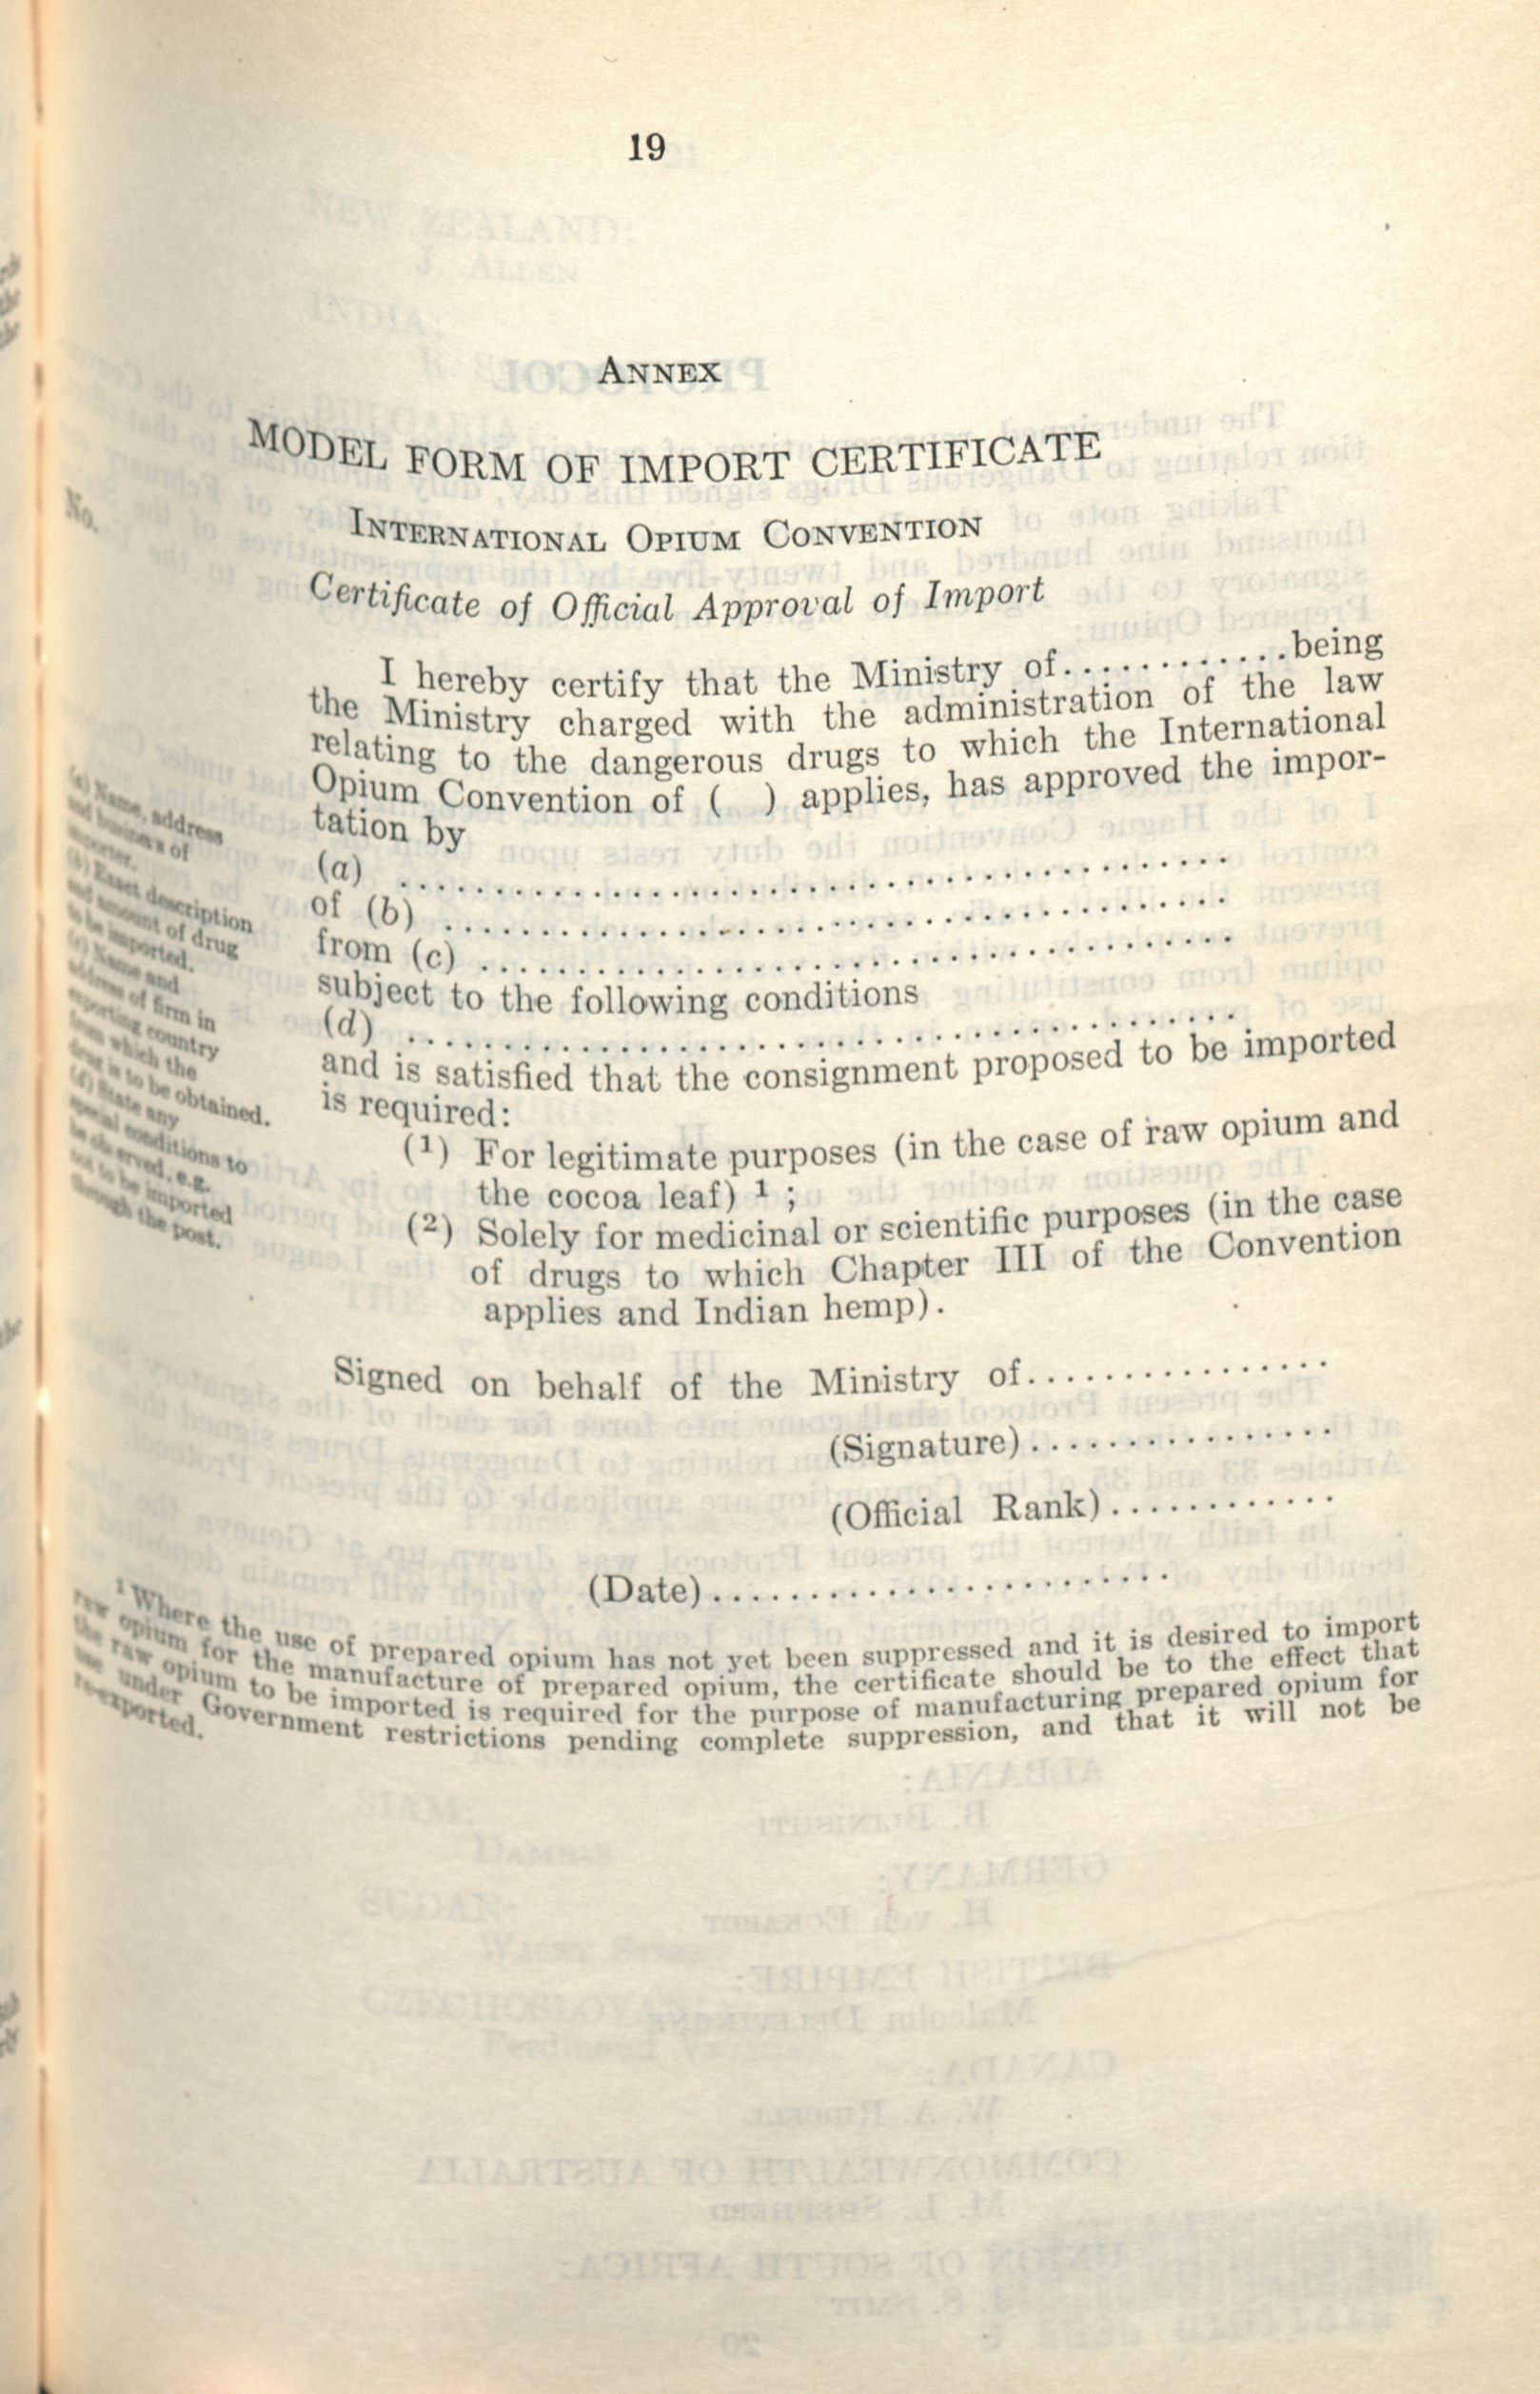 19
ANNEX
MODEL FORM OF IMPORT CERTIFICATE
No.
INTERNATIONAL OPIUM CONVENTION
Certificate of Official Approval of Import
I hereby certify that the Ministry of............being
the Ministry charged with the administration of the law
relating to the dangerous drugs to which the International
Opium Convention of (  ) applies, has approved the impor-
tation by
(a) ....................................
of (b) ..................................
from (c) ................................
subject to the following conditions
(d) ....................................
and is satisfied that the consignment proposed to be imported
is required:
(1) For legitimate purposes (in the case of raw opium and
the cocoa leaf) 1 ;
(2) Solely for medicinal or scientific purposes (in the case
of drugs to which Chapter III of the Convention
applies and Indian hemp).
(a) Name, address
and business of
importer.
(b) Exact description
and amount of drug
to be imported.
(c) Name and
address of firm in
exporting country
from which the
drug is to be obtained.
(d) State any
special conditions to
be observed, e.g.
not to be imported
through the post.
Signed on behalf of the Ministry of................
(Signature)................
(Official Rank)............
(Date)........................
1 Where the use of prepared opium has not yet been suppressed and it is desired to import
raw opium for the manufacture of prepared opium, the certificate should be to the effect that
the raw opium to be imported is required for the purpose of manufacturing prepared opium for
use under Government restrictions pending complete suppression, and that it will not be
re-exported.